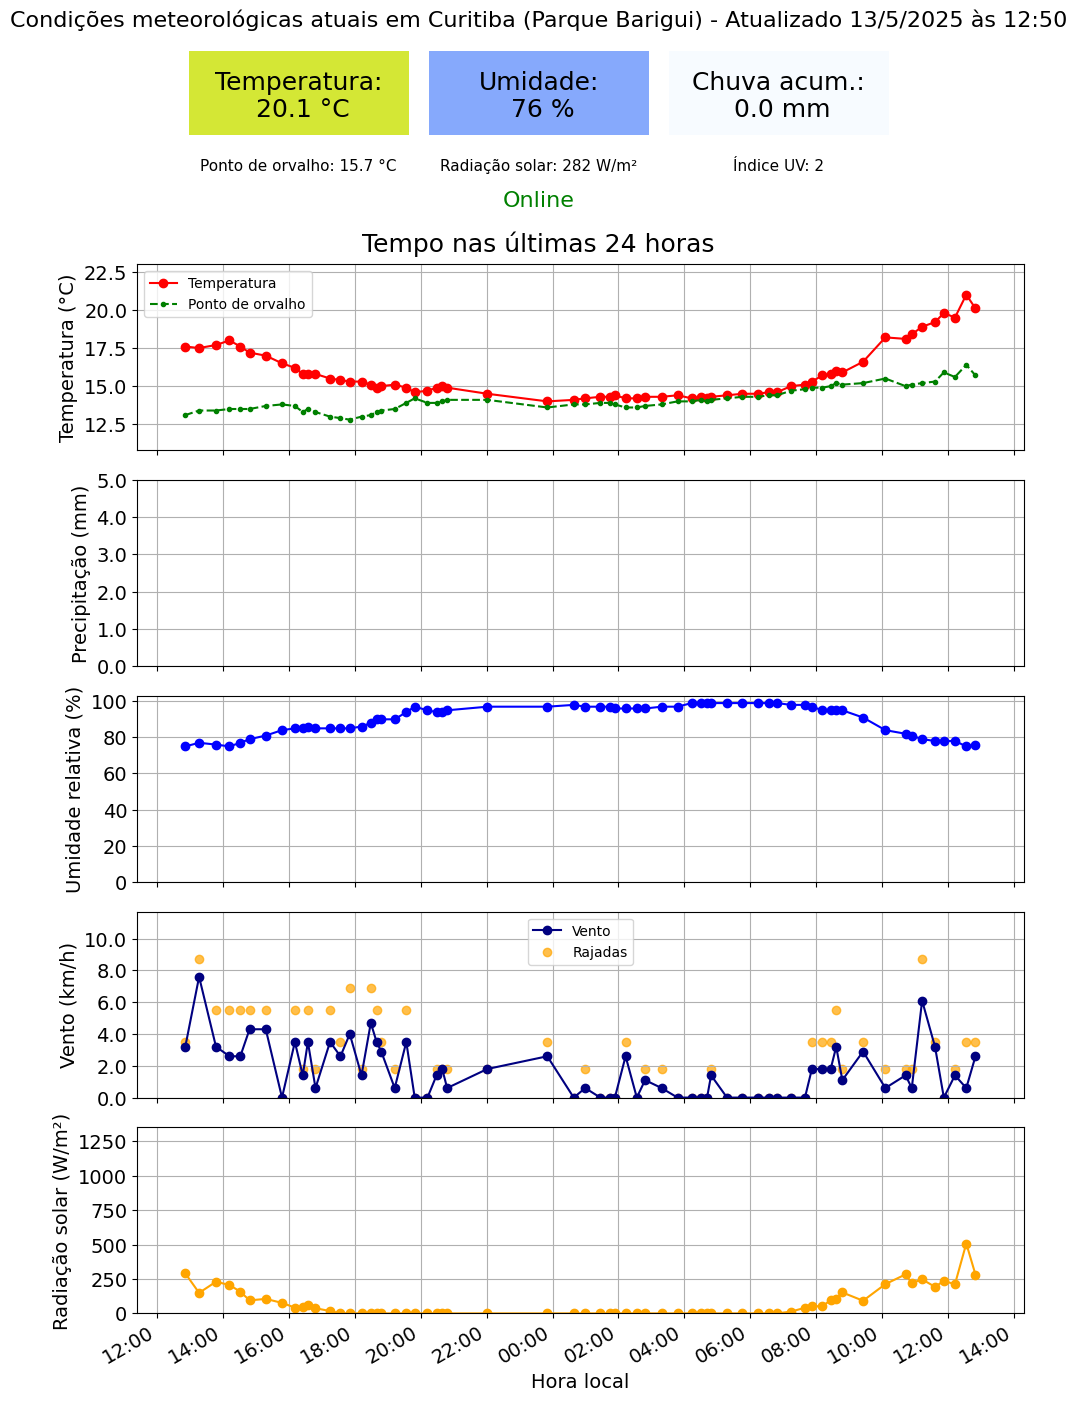 Condições meteorológicas atuais em Curitiba (Parque Barigui) - Atualizado 13/5/2025 às 12:50
Temperatura:
20.1 °C
Umidade:
76 %
Chuva acum.:
0.0 mm
Ponto de orvalho: 15.7 °C
Radiação solar: 282 W/m²
Índice UV: 2
Online
Tempo nas últimas 24 horas
Temperatura (°C)
22.5
20.0
17.5
15.0
12.5
Temperatura
Ponto de orvalho
Precipitação (mm)
5.0
4.0
3.0
2.0
1.0
0.0
Umidade relativa (%)
100
80
60
40
20
0
Vento (km/h)
10.0
8.0
6.0
4.0
2.0
0.0
Vento
Rajadas
Radiação solar (W/m²)
1250
1000
750
500
250
0
12:00
14:00
16:00
18:00
20:00
22:00
00:00
02:00
04:00
06:00
08:00
10:00
12:00
14:00
Hora local